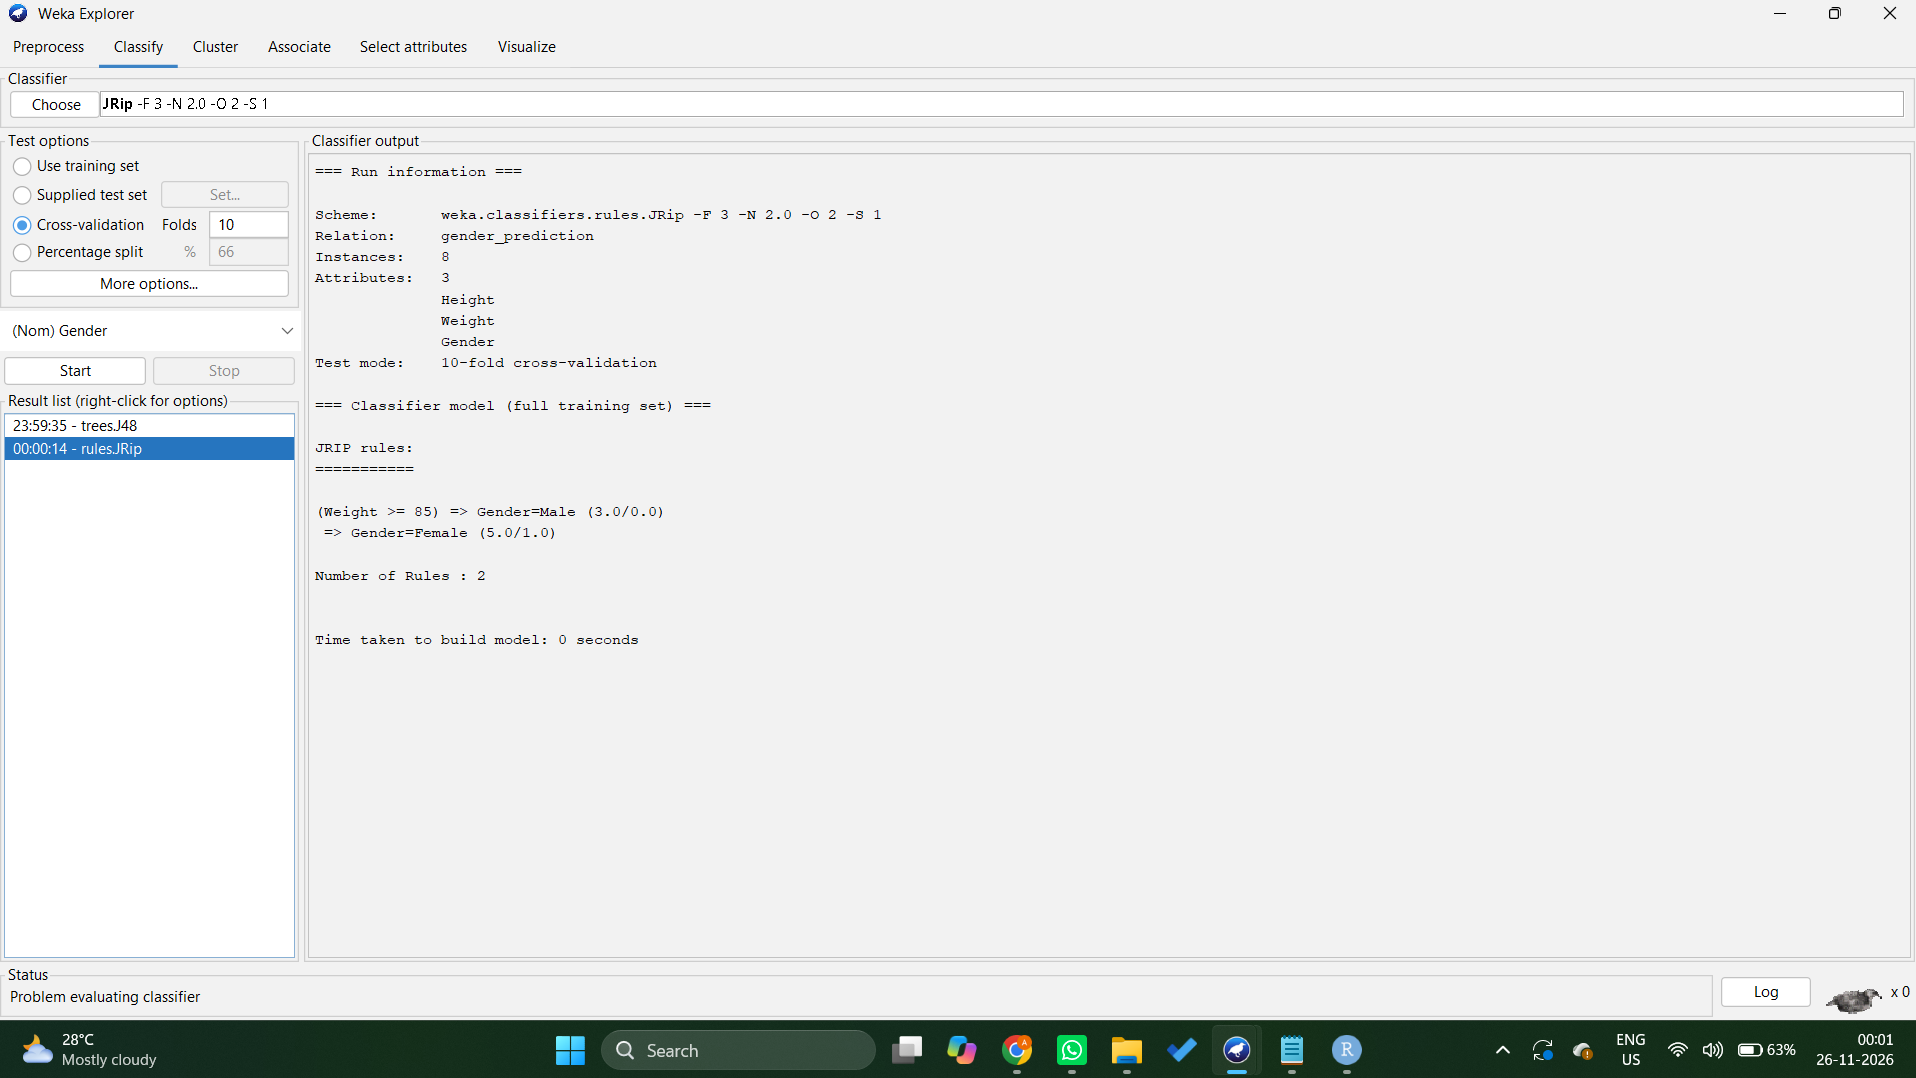 Weka Explorer
Preprocess Classify Cluster Associate Select attributes Visualize
Classifier
Choose JRip -F 3 -N 2.0 -O 2 -S 1
Test options
Use training set
Supplied test set Set...
Cross-validation Folds 10
Percentage split % 66
More options...
(Nom) Gender
Start Stop
Result list (right-click for options)
23:59:35 - trees.J48
00:00:14 - rules.JRip
Classifier output
=== Run information ===
Scheme: weka.classifiers.rules.JRip -F 3 -N 2.0 -O 2 -S 1
Relation: gender_prediction
Instances: 8
Attributes: 3
Height
Weight
Gender
Test mode: 10-fold cross-validation
=== Classifier model (full training set) ===
JRIP rules:
===========
(Weight >= 85) => Gender=Male (3.0/0.0)
=> Gender=Female (5.0/1.0)
Number of Rules : 2
Time taken to build model: 0 seconds
Status
Problem evaluating classifier
Log x 0
28°C
Mostly cloudy
Search
ENG
US
63%
00:01
26-11-2026